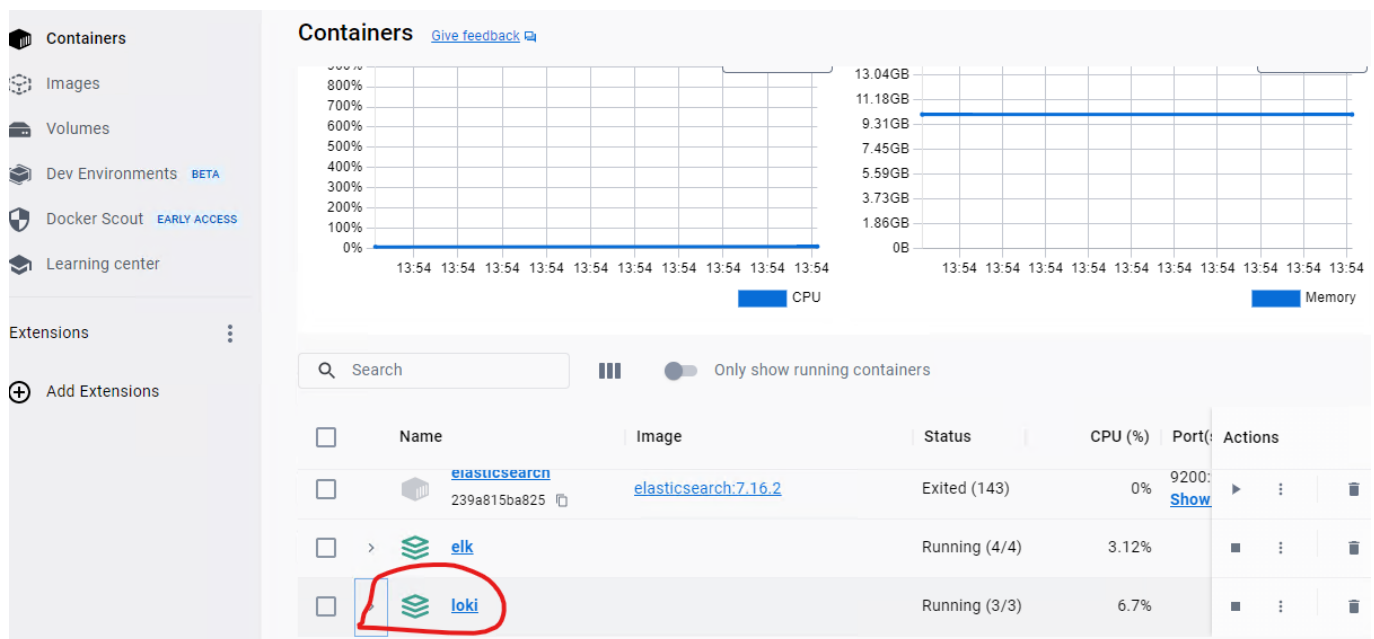 Containers
Images
Volumes
Dev Environments BETA
Docker Scout EARLY ACCESS
Learning center
Extensions
Add Extensions
Containers Give feedback
800%
700%
600%
500%
400%
300%
200%
100%
0%
13:54 13:54 13:54 13:54 13:54 13:54 13:54 13:54 13:54 13:54
CPU
13.04GB
11.18GB
9.31GB
7.45GB
5.59GB
3.73GB
1.86GB
0B
13:54 13:54 13:54 13:54 13:54 13:54 13:54 13:54 13:54 13:54
Memory
Search Only show running containers
Name Image Status CPU (%) Port(s Actions
elasticsearch
239a815ba825 elasticsearch:7.16.2 Exited (143) 0% 9200:
Show
elk Running (4/4) 3.12%
loki Running (3/3) 6.7%